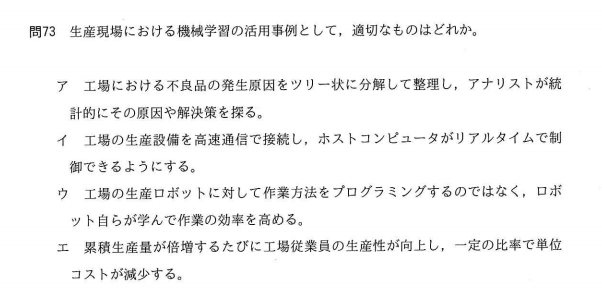 問73 生産現場における機械学習の活用事例として，適切なものはどれか。
ア 工場における不良品の発生原因をツリー状に分解して整理し，アナリストが統
計的にその原因や解決策を探る。
イ 工場の生産設備を高速通信で接続し，ホストコンピュータがリアルタイムで制
御できるようにする。
ウ 工場の生産ロボットに対して作業方法をプログラミングするのではなく，ロボ
ット自らが学んで作業の効率を高める。
エ 累積生産量が倍増するたびに工場従業員の生産性が向上し，一定の比率で単位
コストが減少する。